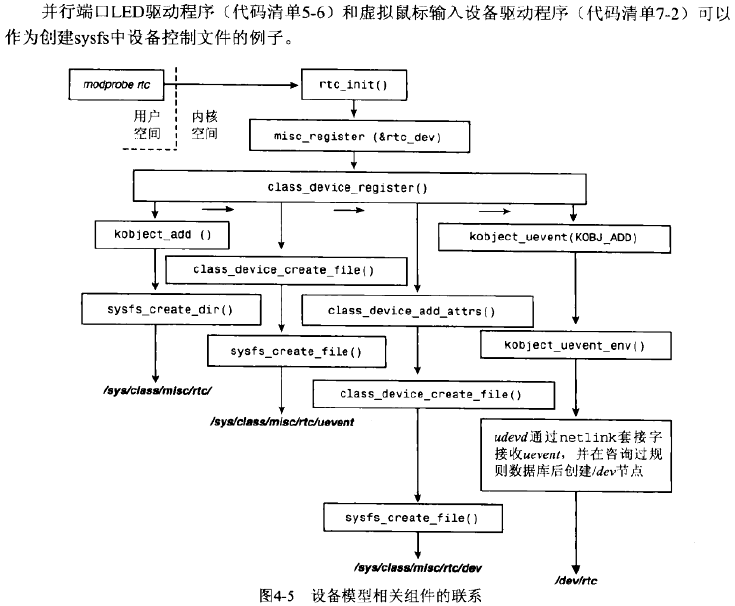 并行端口LED驱动程序（代码清单5-6）和虚拟鼠标输入设备驱动程序（代码清单7-2）可以
作为创建sysfs中设备控制文件的例子。
modprobe rtc
rtc_init()
用户
空间
内核
空间
misc_register (&rtc_dev)
class_device_register()
kobject_add ()
kobject_uevent(KOBJ_ADD)
class_device_create_file()
sysfs_create_dir()
class_device_add_attrs()
sysfs_create_file()
kobject_uevent_env()
/sys/class/misc/rtc/
class_device_create_file()
/sys/class/misc/rtc/uevent
udevd通过netlink套接字
接收uevent，并在咨询过规
则数据库后创建/dev节点
sysfs_create_file()
/sys/class/misc/rtc/dev
/dev/rtc
图4-5 设备模型相关组件的联系